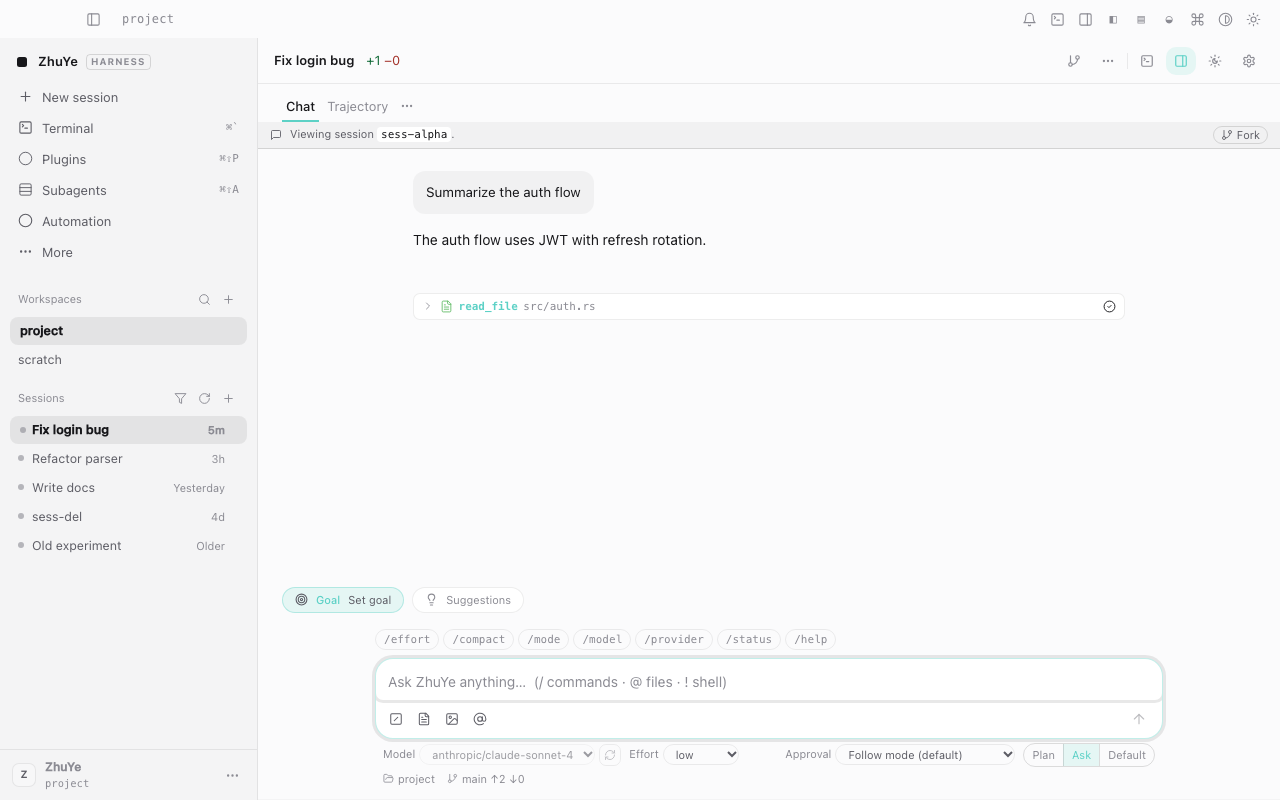 project
ZhuYe HARNESS
New session
Terminal ⌘`
Plugins ⌘⇧P
Subagents ⌘⇧A
Automation
More
Workspaces
project
scratch
Sessions
Fix login bug 5m
Refactor parser 3h
Write docs Yesterday
sess-del 4d
Old experiment Older
Z ZhuYe
project
Fix login bug +1 −0
Chat Trajectory
Viewing session sess-alpha. Fork
Summarize the auth flow
The auth flow uses JWT with refresh rotation.
read_file src/auth.rs
Goal Set goal Suggestions
/effort /compact /mode /model /provider /status /help
Ask ZhuYe anything… (/ commands · @ files · ! shell)
Model anthropic/claude-sonnet-4 Effort low Approval Follow mode (default) Plan Ask Default
project main ↑2 ↓0